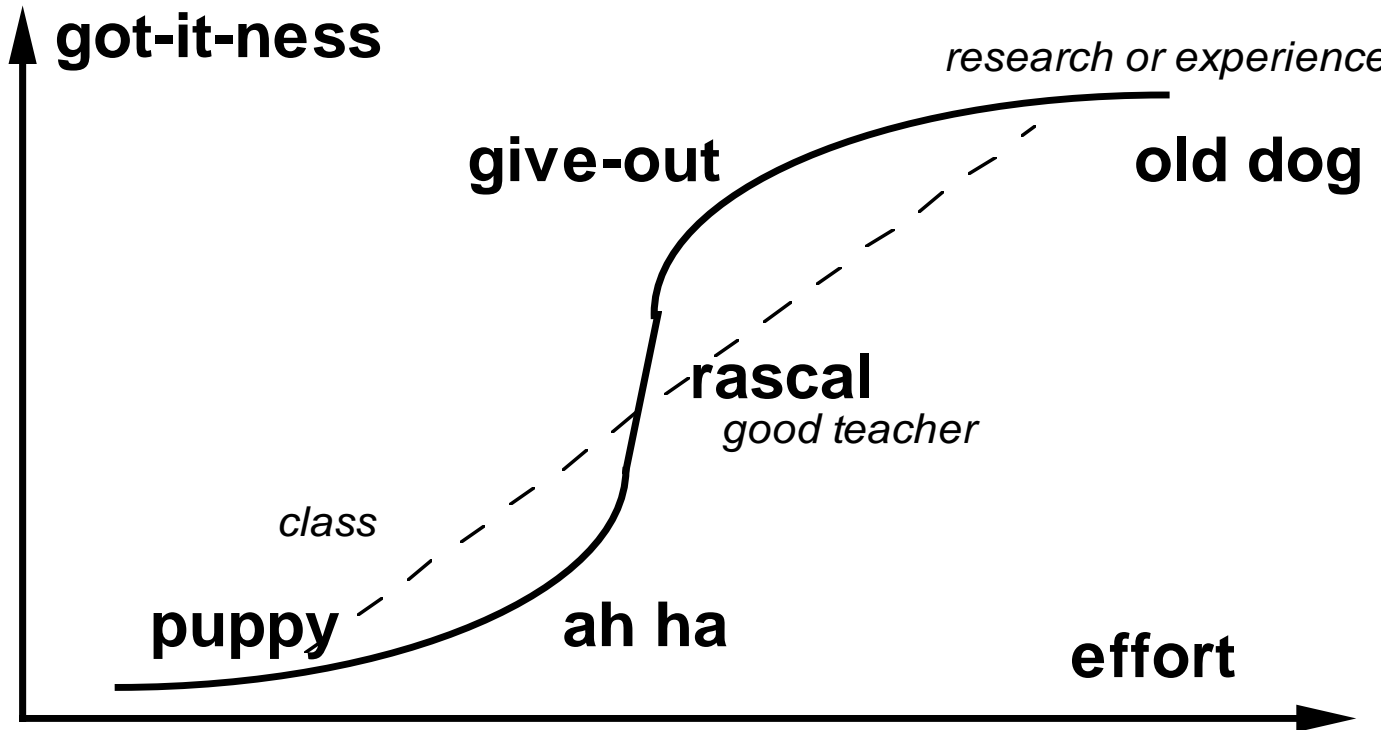 got-it-ness
research or experience
give-out
old dog
rascal
good teacher
class
puppy
ah ha
effort